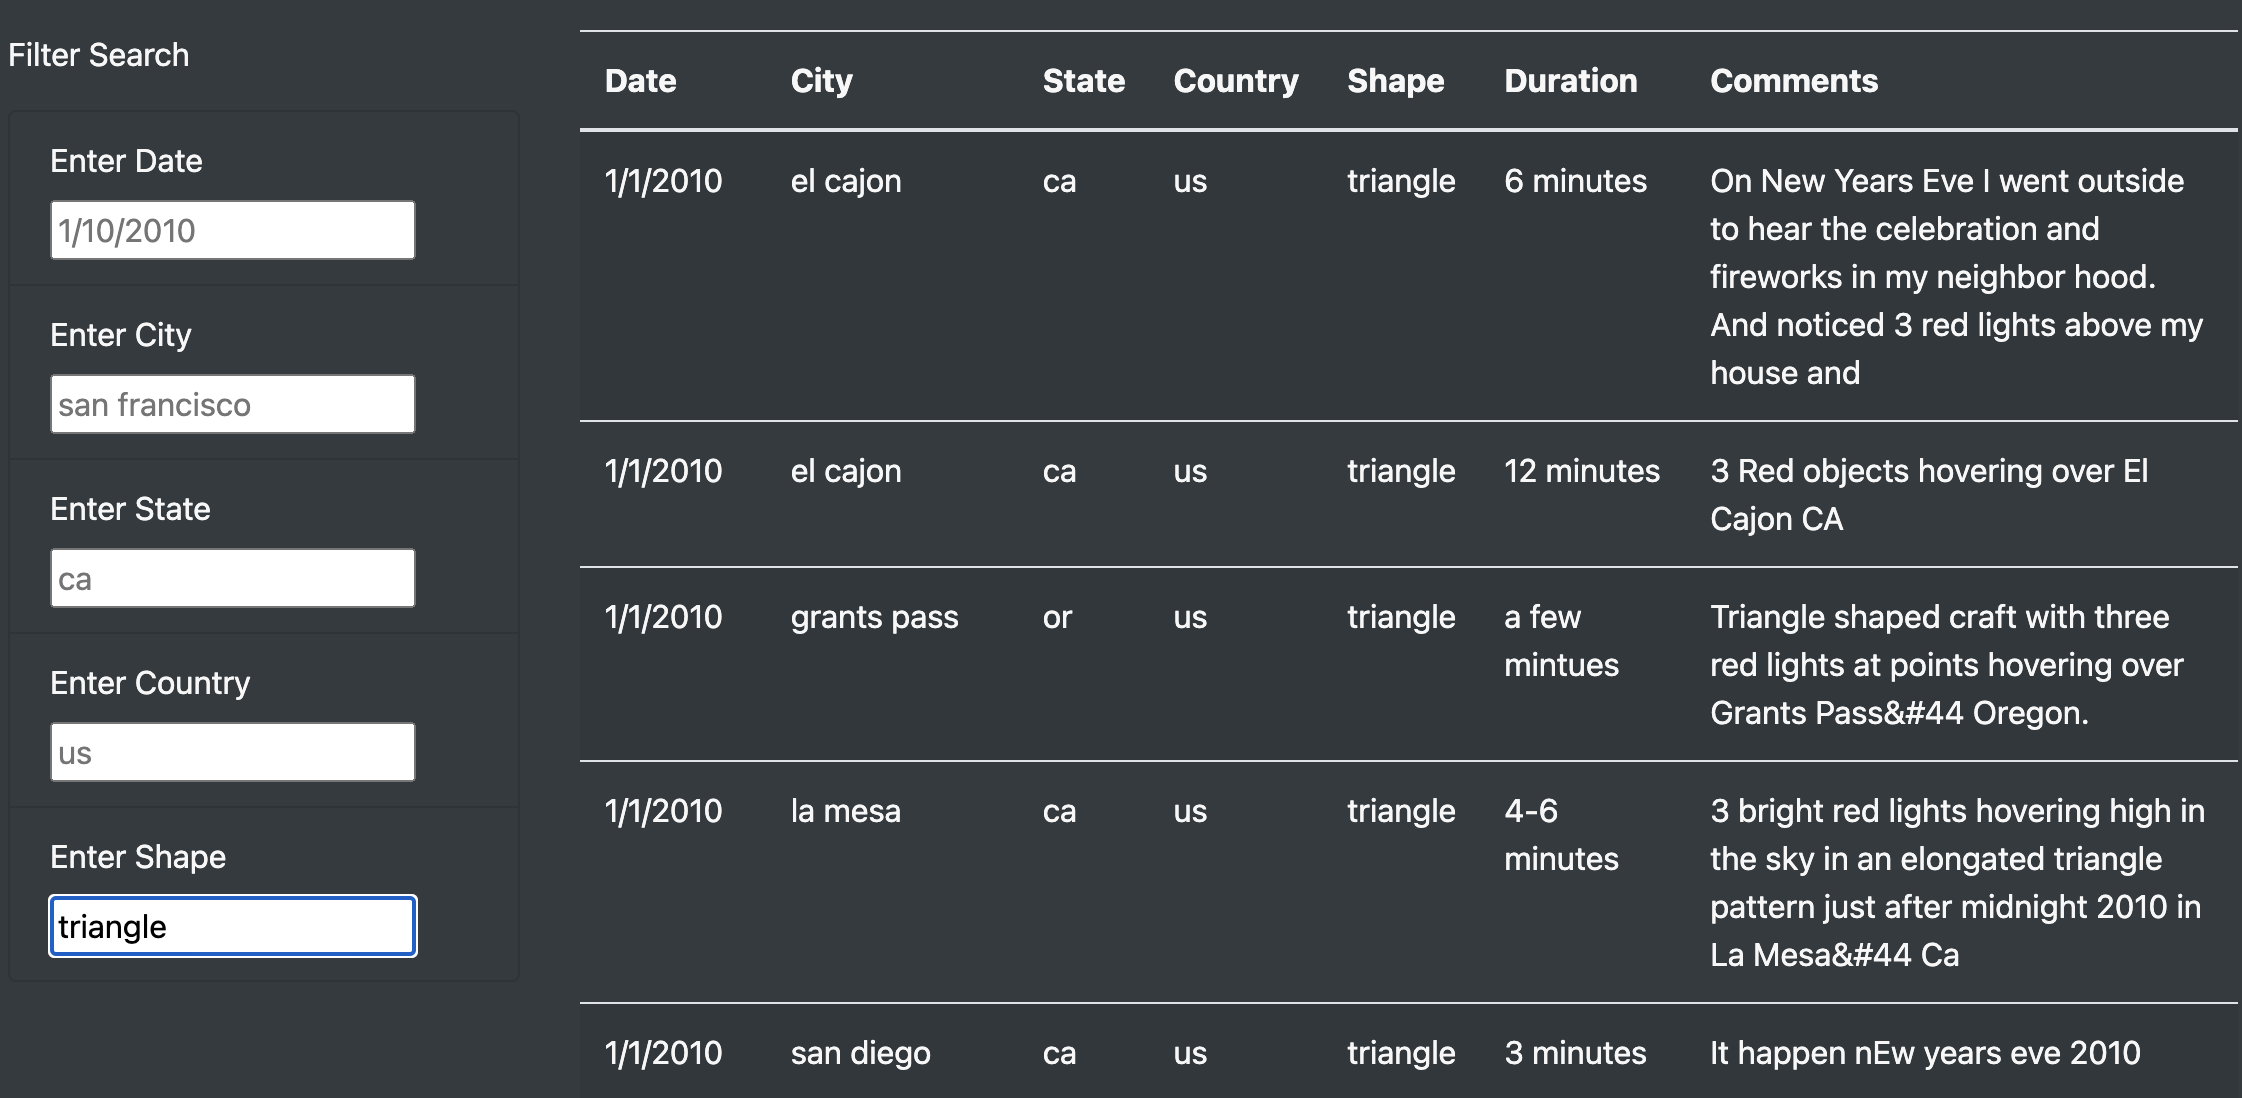 Filter Search
Enter Date
1/10/2010
Enter City
san francisco
Enter State
ca
Enter Country
us
Enter Shape
triangle
Date City State Country Shape Duration Comments
1/1/2010 el cajon ca us triangle 6 minutes On New Years Eve I went outside
to hear the celebration and
fireworks in my neighbor hood.
And noticed 3 red lights above my
house and
1/1/2010 el cajon ca us triangle 12 minutes 3 Red objects hovering over El
Cajon CA
1/1/2010 grants pass or us triangle a few Triangle shaped craft with three
mintues red lights at points hovering over
Grants Pass&#44 Oregon.
1/1/2010 la mesa ca us triangle 4-6 3 bright red lights hovering high in
minutes the sky in an elongated triangle
pattern just after midnight 2010 in
La Mesa&#44 Ca
1/1/2010 san diego ca us triangle 3 minutes It happen nEw years eve 2010